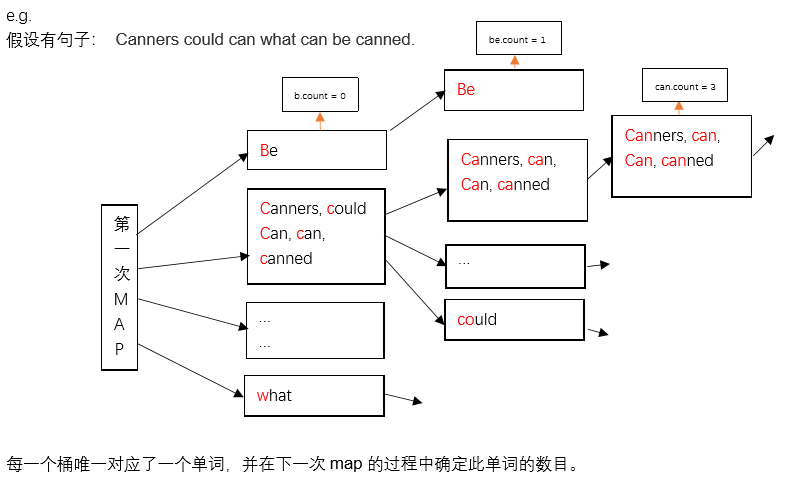 e.g.
假设有句子： Canners could can what can be canned.
be.count = 1
b.count = 0
Be
can.count = 3
Be
Canners, can,
Can, canned
Canners, can,
Can, canned
Canners, could
Can, can,
canned
第
一
次
M
A
P
...
could
...
...
what
每一个桶唯一对应了一个单词，并在下一次 map 的过程中确定此单词的数目。